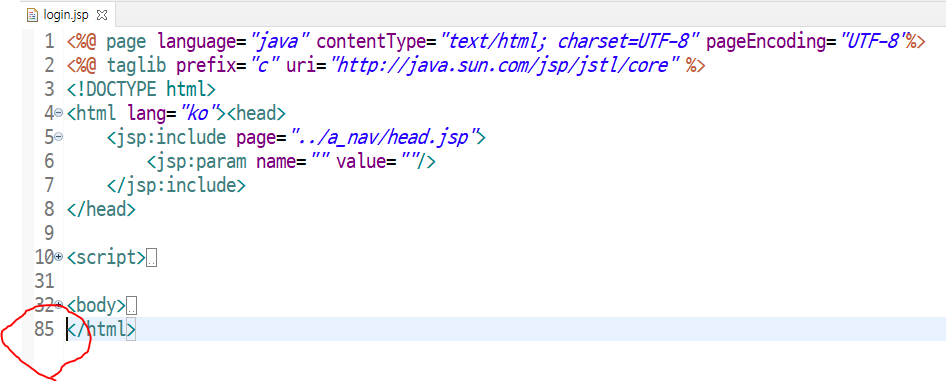 login.jsp
1 <%@ page language="java" contentType="text/html; charset=UTF-8" pageEncoding="UTF-8"%>
2 <%@ taglib prefix="c" uri="http://java.sun.com/jsp/jstl/core" %>
3 <!DOCTYPE html>
4 <html lang="ko"><head>
5 <jsp:include page="../a_nav/head.jsp">
6 <jsp:param name="" value=""/>
7 </jsp:include>
8 </head>
9
10 <script>..
31
32 <body>..
85 </html>